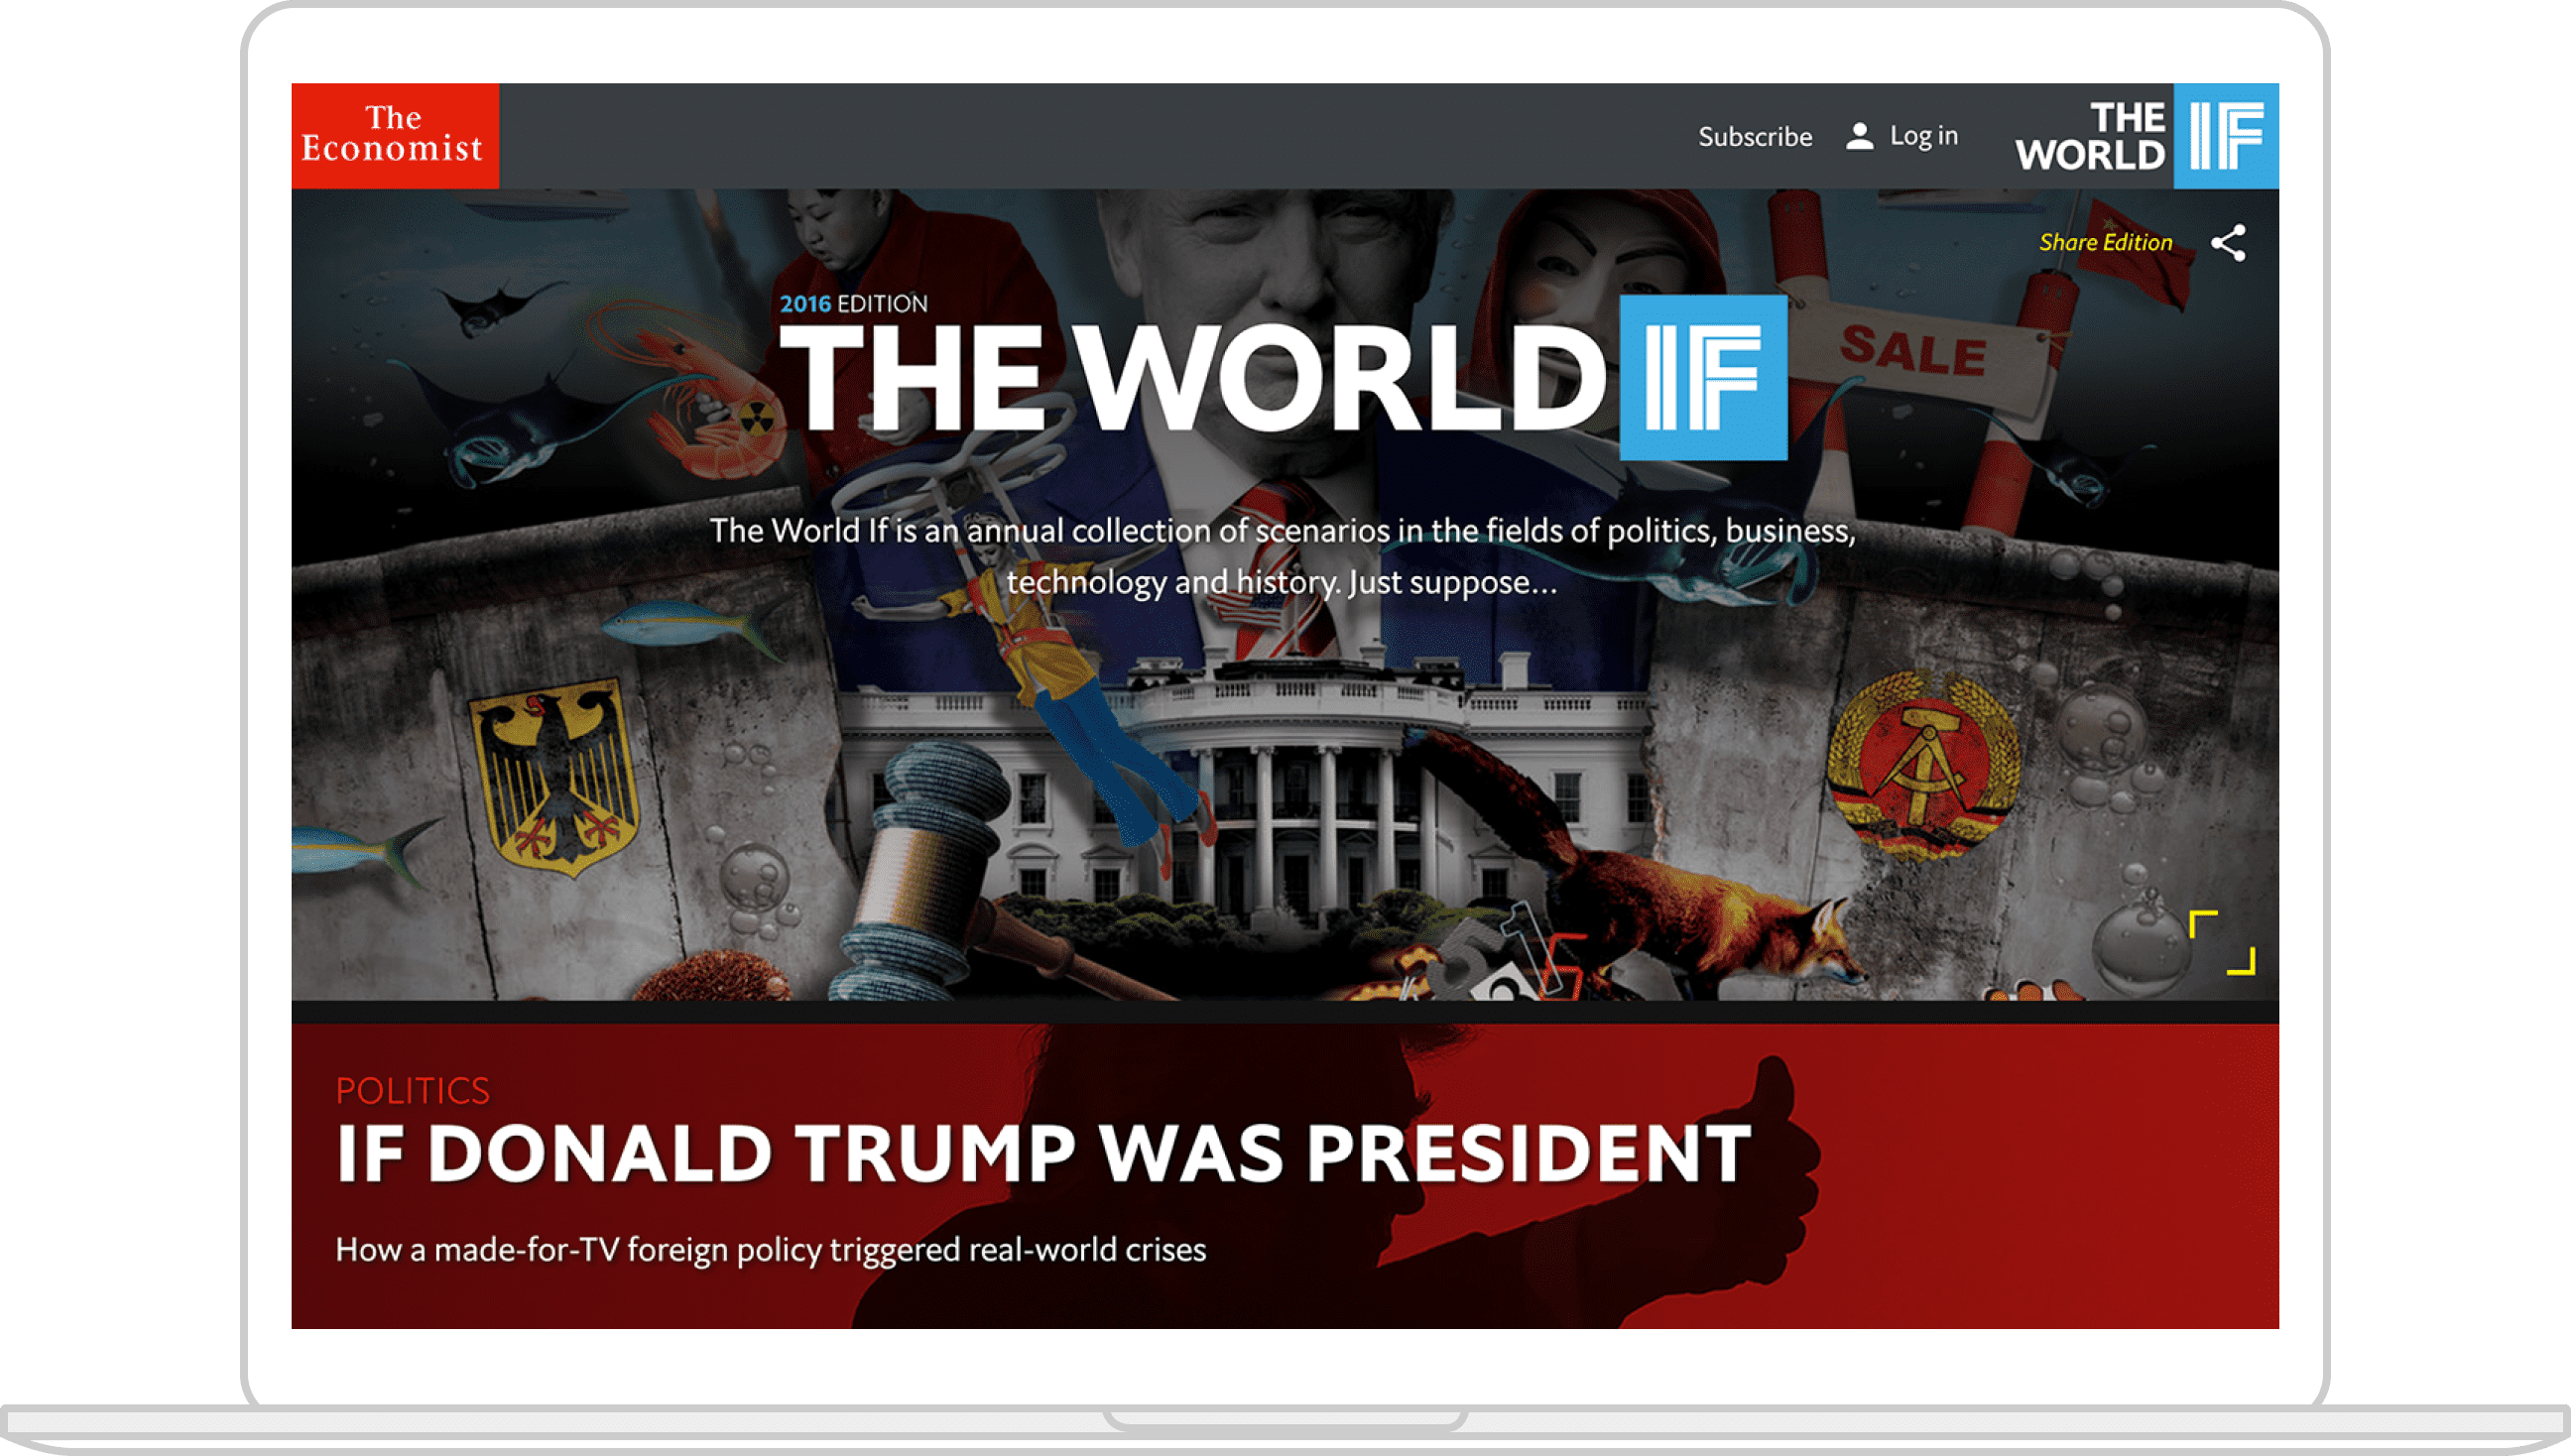 The
Economist
Subscribe
Log in
THE
WORLD IF
Share Edition
2016 EDITION
THE WORLD IF
SALE
The World If is an annual collection of scenarios in the fields of politics, business,
technology and history. Just suppose...
51
POLITICS
IF DONALD TRUMP WAS PRESIDENT
How a made-for-TV foreign policy triggered real-world crises